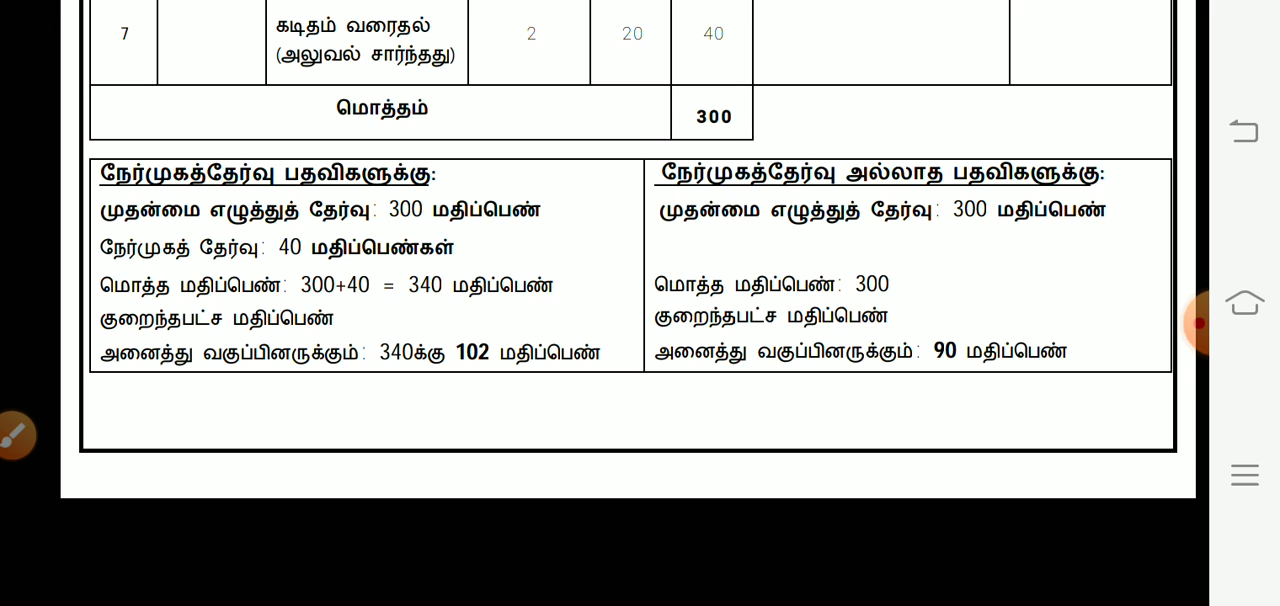 7 கடிதம் வரைதல் 2 20 40
(அலுவல் சார்ந்தது)
மொத்தம் 300
நேர்முகத்தேர்வு பதவிகளுக்கு:
முதன்மை எழுத்துத் தேர்வு: 300 மதிப்பெண்
நேர்முகத் தேர்வு: 40 மதிப்பெண்கள்
மொத்த மதிப்பெண்: 300+40 = 340 மதிப்பெண்
குறைந்தபட்ச மதிப்பெண்
அனைத்து வகுப்பினருக்கும்: 340க்கு 102 மதிப்பெண்
நேர்முகத்தேர்வு அல்லாத பதவிகளுக்கு:
முதன்மை எழுத்துத் தேர்வு: 300 மதிப்பெண்
மொத்த மதிப்பெண்: 300
குறைந்தபட்ச மதிப்பெண்
அனைத்து வகுப்பினருக்கும்: 90 மதிப்பெண்